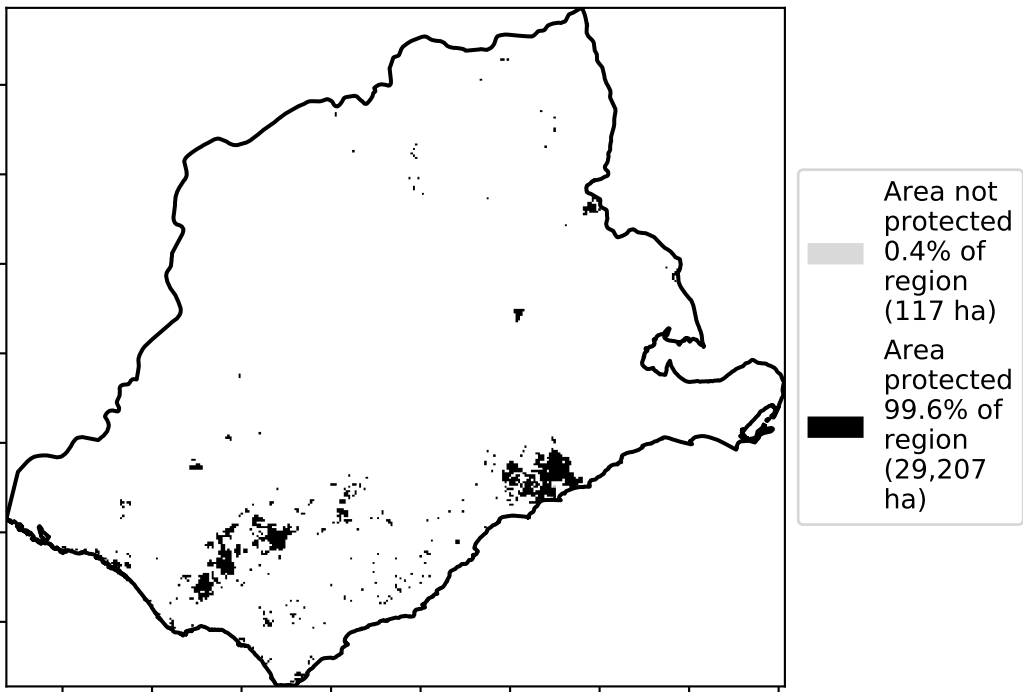 Area not
protected
0.4% of
region
(117 ha)
Area
protected
99.6% of
region
(29,207
ha)